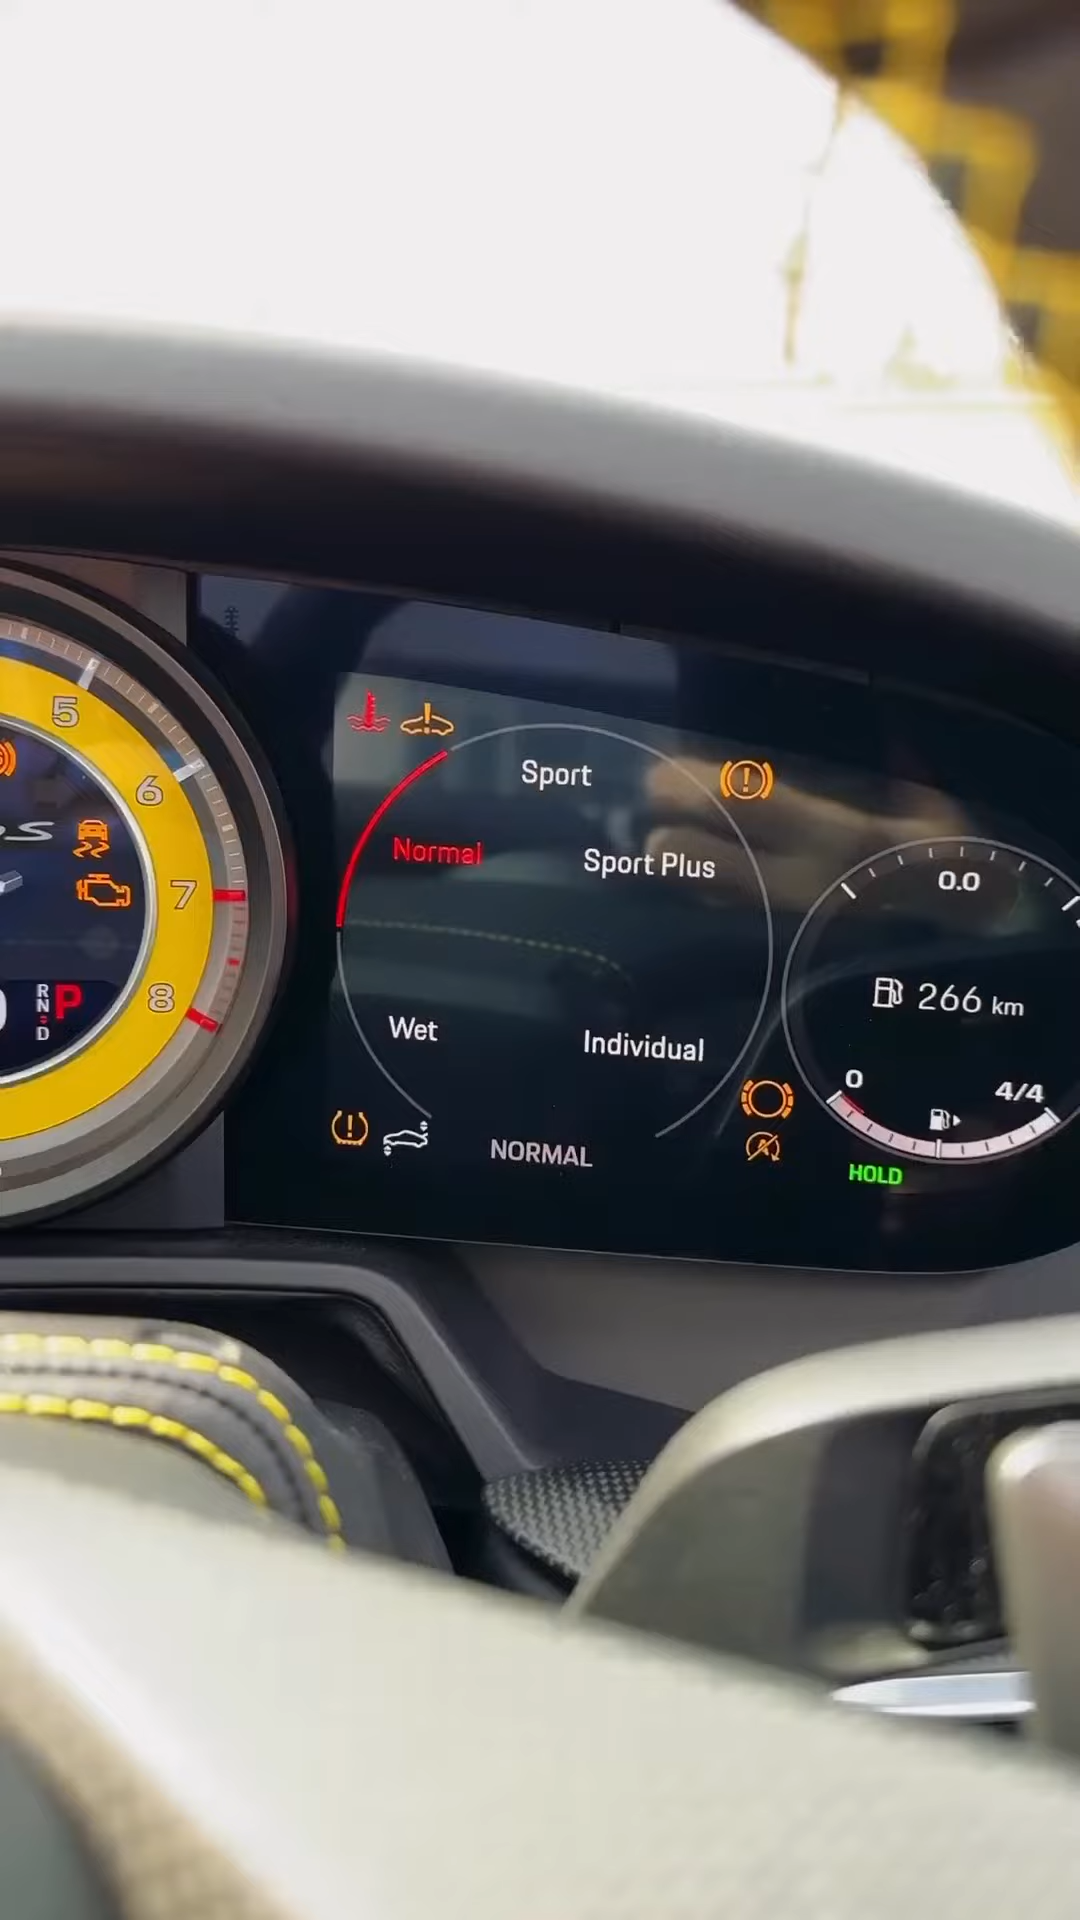 5
6
7
8
R
N
D
P
Sport
Normal
Sport Plus
Wet
Individual
NORMAL
0.0
266 km
0
4/4
HOLD